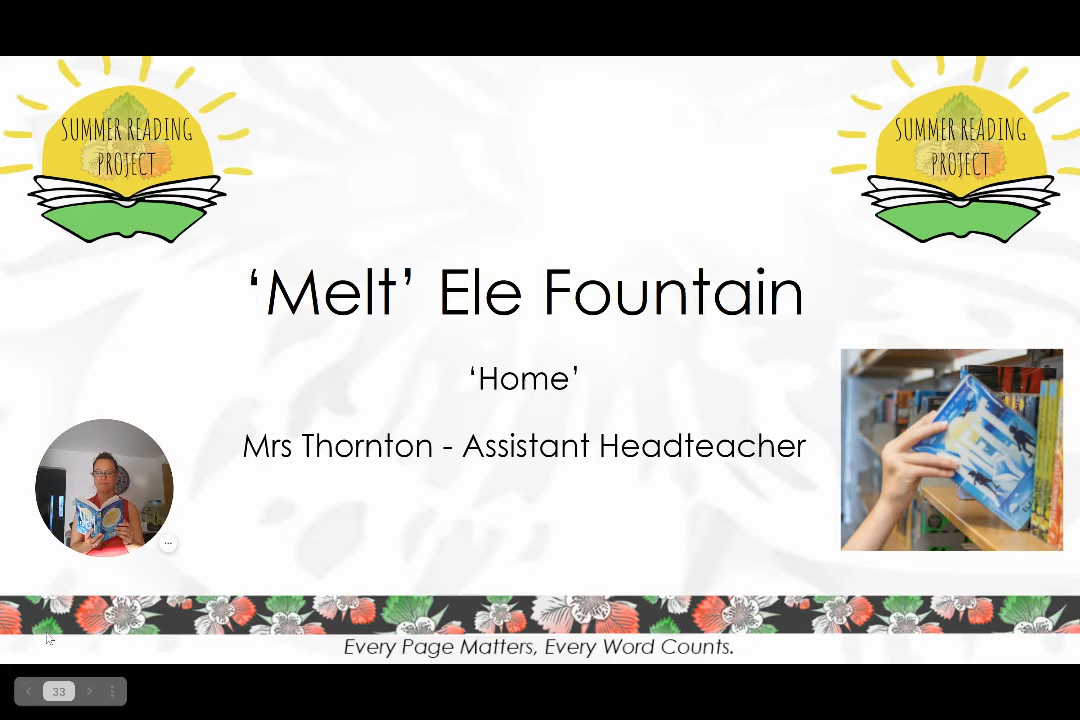 SUMMER READING
PROJECT
SUMMER READING
PROJECT
‘Melt’ Ele Fountain
‘Home’
Mrs Thornton - Assistant Headteacher
Every Page Matters, Every Word Counts.
33